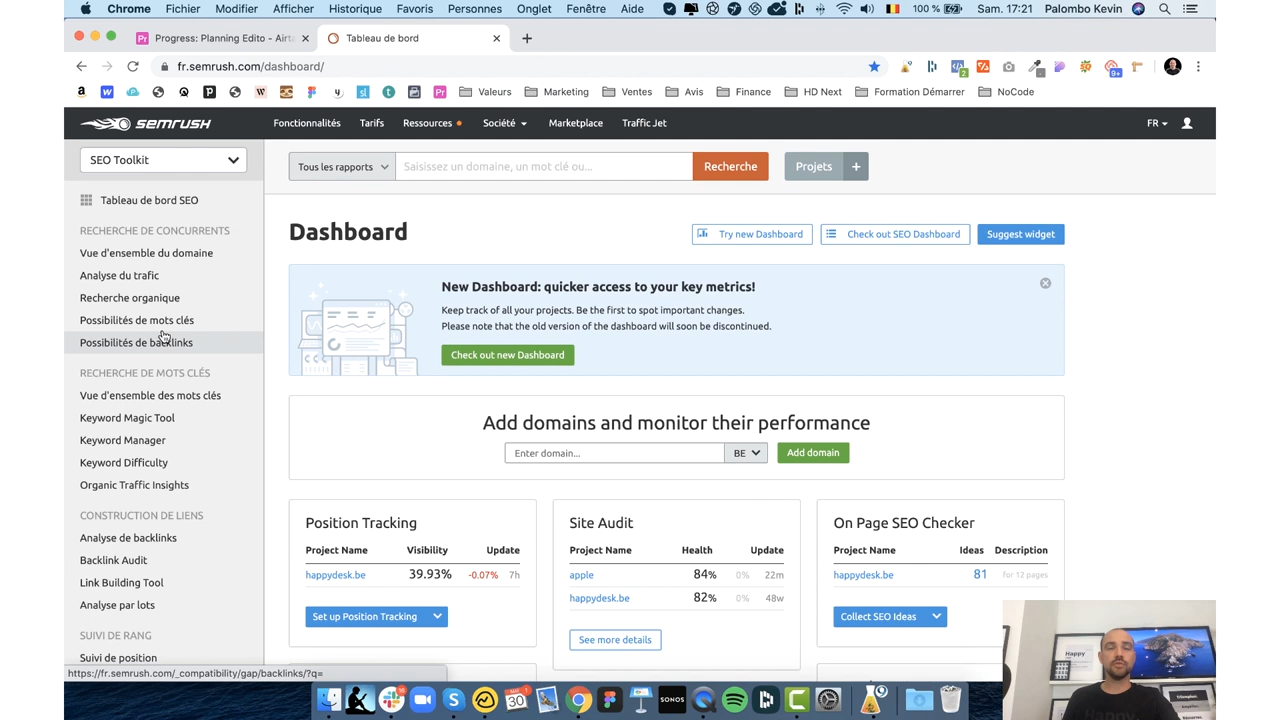 Chrome Fichier Modifier Afficher Historique Favoris Personnes Onglet Fenêtre Aide 100 % Sam. 17:21 Palombo Kevin
Progress: Planning Edito - Airta
Tableau de bord
fr.semrush.com/dashboard/
2
9+
Valeurs Marketing Ventes Avis Finance HD Next Formation Démarrer NoCode
SEMRUSH Fonctionnalités Tarifs Ressources Société Marketplace Traffic Jet FR
SEO Toolkit
Tous les rapports Saisissez un domaine, un mot clé ou... Recherche Projets +
Tableau de bord SEO
RECHERCHE DE CONCURRENTS
Vue d'ensemble du domaine
Analyse du trafic
Recherche organique
Possibilités de mots clés
Possibilités de backlinks
RECHERCHE DE MOTS CLÉS
Vue d'ensemble des mots clés
Keyword Magic Tool
Keyword Manager
Keyword Difficulty
Organic Traffic Insights
CONSTRUCTION DE LIENS
Analyse de backlinks
Backlink Audit
Link Building Tool
Analyse par lots
SUIVI DE RANG
Suivi de position
Dashboard
Try new Dashboard Check out SEO Dashboard Suggest widget
New Dashboard: quicker access to your key metrics!
Keep track of all your projects. Be the first to spot important changes.
Please note that the old version of the dashboard will soon be discontinued.
Check out new Dashboard
Add domains and monitor their performance
Enter domain... BE Add domain
Position Tracking
Project Name Visibility Update
happydesk.be 39.93% -0.07% 7h
Set up Position Tracking
Site Audit
Project Name Health Update
apple 84% 0% 22m
happydesk.be 82% 0% 48w
See more details
On Page SEO Checker
Project Name Ideas Description
happydesk.be 81 for 12 pages
Collect SEO Ideas
https://fr.semrush.com/_compatibility/gap/backlinks/?q=
30
SONOS
Happy